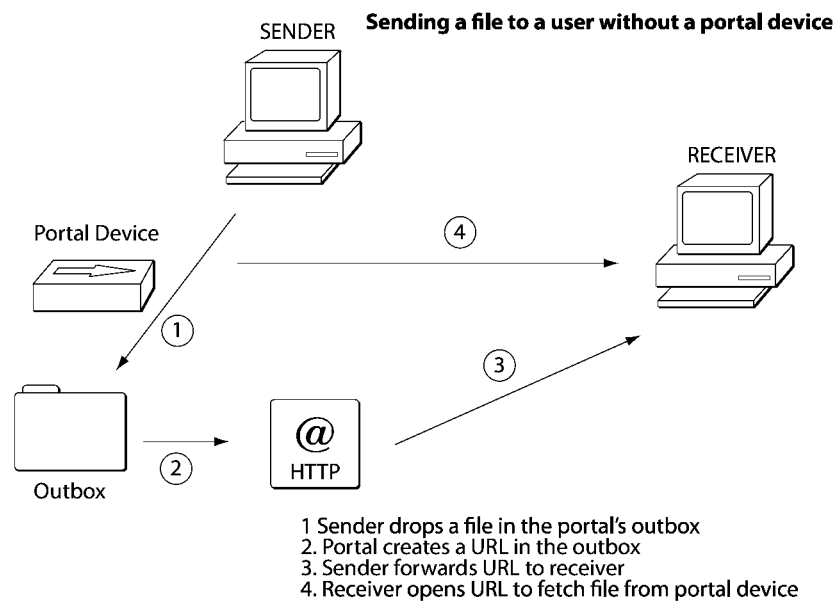 Sending a file to a user without a portal device
SENDER
RECEIVER
Portal Device
4
1
3
@
HTTP
2
Outbox
1 Sender drops a file in the portal's outbox
2. Portal creates a URL in the outbox
3. Sender forwards URL to receiver
4. Receiver opens URL to fetch file from portal device